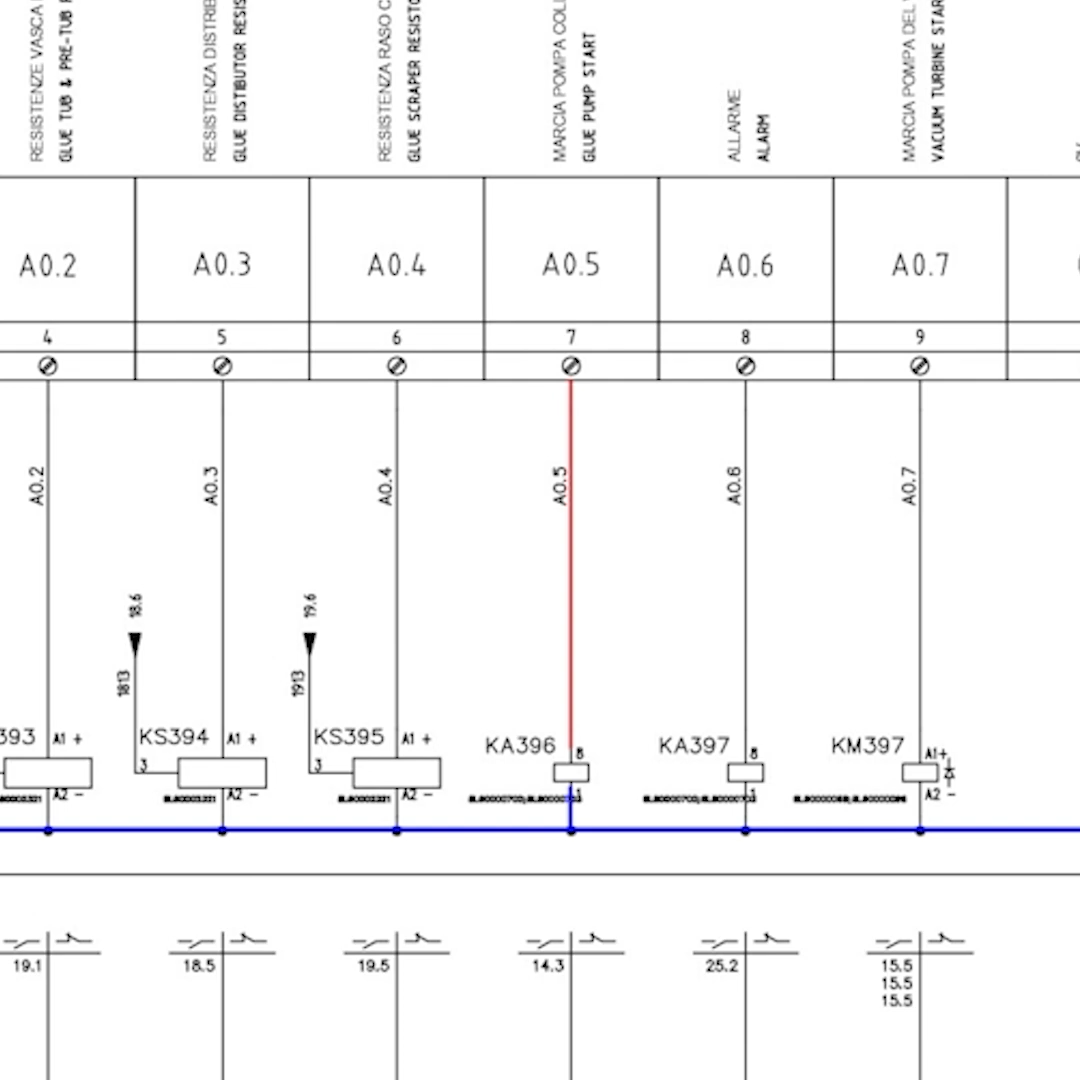 RESISTENZE VASCA
GLUE TUB & PRE-TUB
RESISTENZA
GLUE DISTIBUTOR
RESISTENZA RASO
GLUE SCRAPER
MARCIA POMPA
GLUE PUMP START
ALLARME
ALARM
MARCIA POMPA DEL
VACUUM TURBINE
A0.2
A0.3
A0.4
A0.5
A0.6
A0.7
4
5
6
7
8
9
A0.2
A0.3
A0.4
A0.5
A0.6
A0.7
18.6
19.6
1813
1913
393
A1 +
KS394
A1 +
KS395
A1 +
KA396
8
KA397
8
KM397
A1+
3
3
A2 -
A2 -
A2 -
1
1
A2 -
19.1
18.5
19.5
14.3
25.2
15.5
15.5
15.5